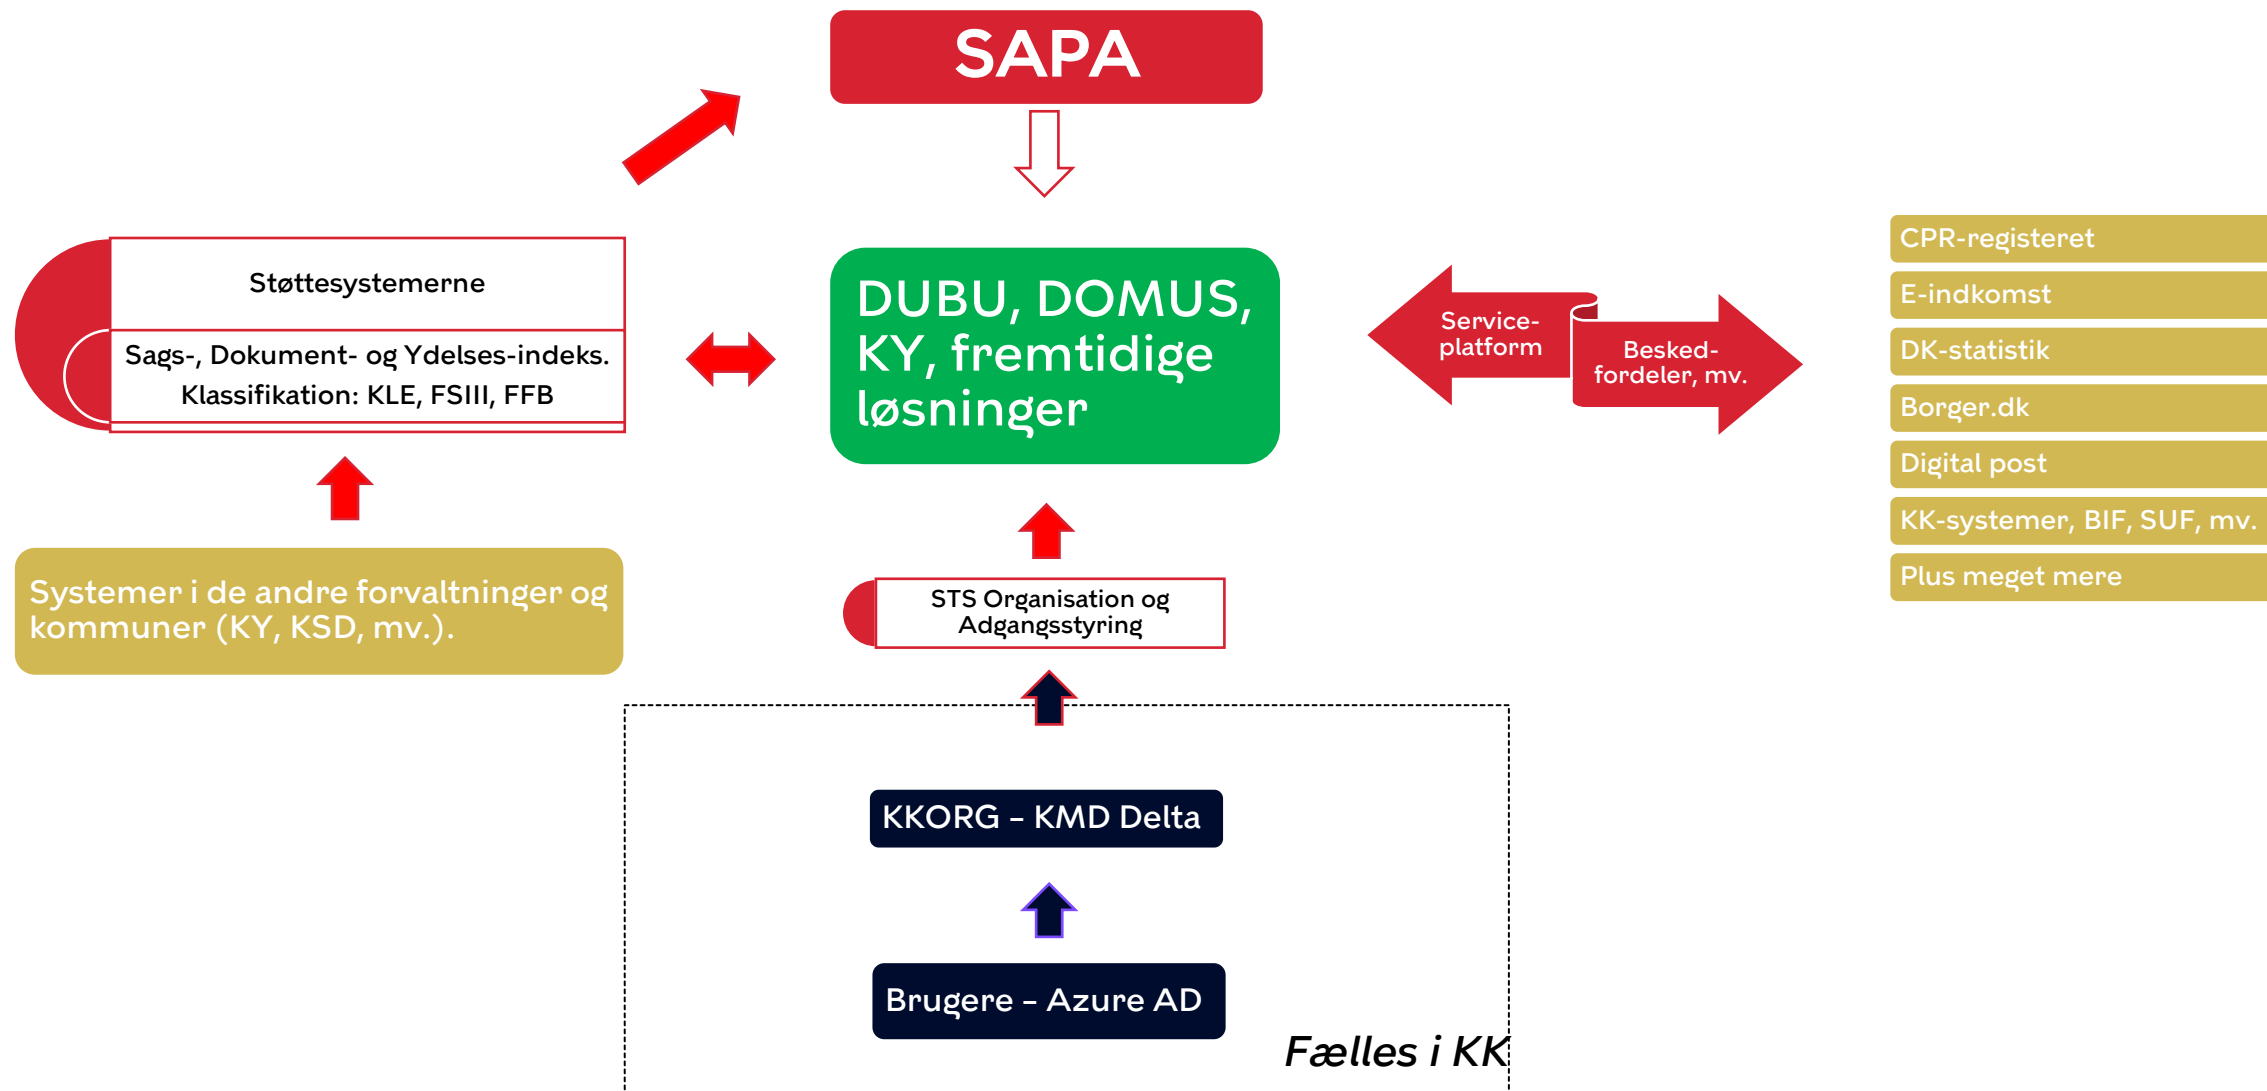 SAPA
Støttesystemerne
Sags-, Dokument- og Ydelses-indeks.
Klassifikation: KLE, FSIII, FFB
DUBU, DOMUS,
KY, fremtidige
løsninger
Service-
platform
Besked-
fordeler, mv.
CPR-registeret
E-indkomst
DK-statistik
Borger.dk
Digital post
KK-systemer, BIF, SUF, mv.
Plus meget mere
Systemer i de andre forvaltninger og
kommuner (KY, KSD, mv.).
STS Organisation og
Adgangsstyring
KKORG – KMD Delta
Brugere – Azure AD
Fælles i KK